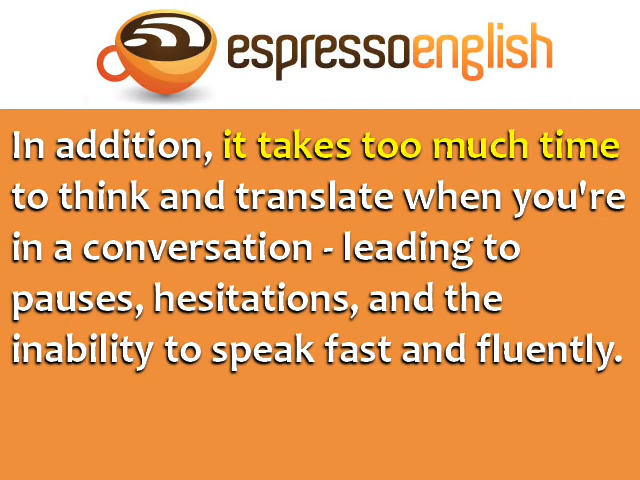 espressoenglish
In addition, it takes too much time
to think and translate when you're
in a conversation - leading to
pauses, hesitations, and the
inability to speak fast and fluently.